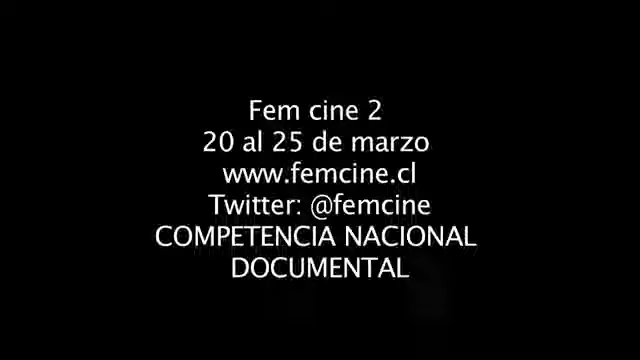 Fem cine 2
20 al 25 de marzo
www.femcine.cl
Twitter: @femcine
COMPETENCIA NACIONAL
DOCUMENTAL